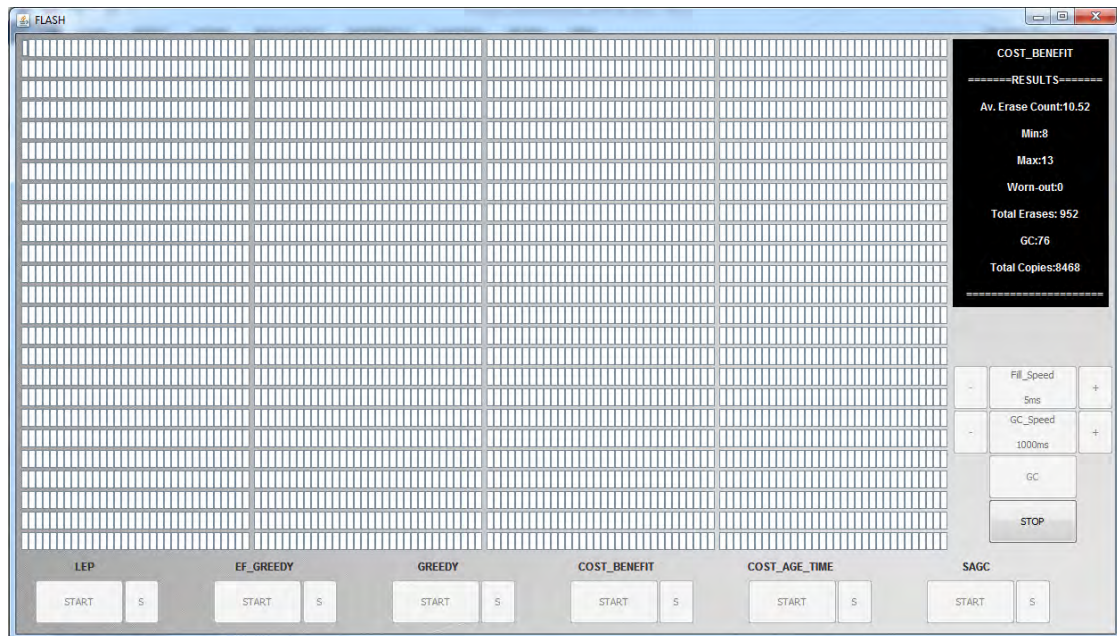 FLASH
COST_BENEFIT
=======RESULTS=======
Av. Erase Count:10.52
Min:8
Max:13
Worn-out:0
Total Erases: 952
GC:76
Total Copies:8468
======================
Fill_Speed
- 5ms +
GC_Speed
- 1000ms +
GC
STOP
LEP EF_GREEDY GREEDY COST_BENEFIT COST_AGE_TIME SAGC
START S START S START S START S START S START S